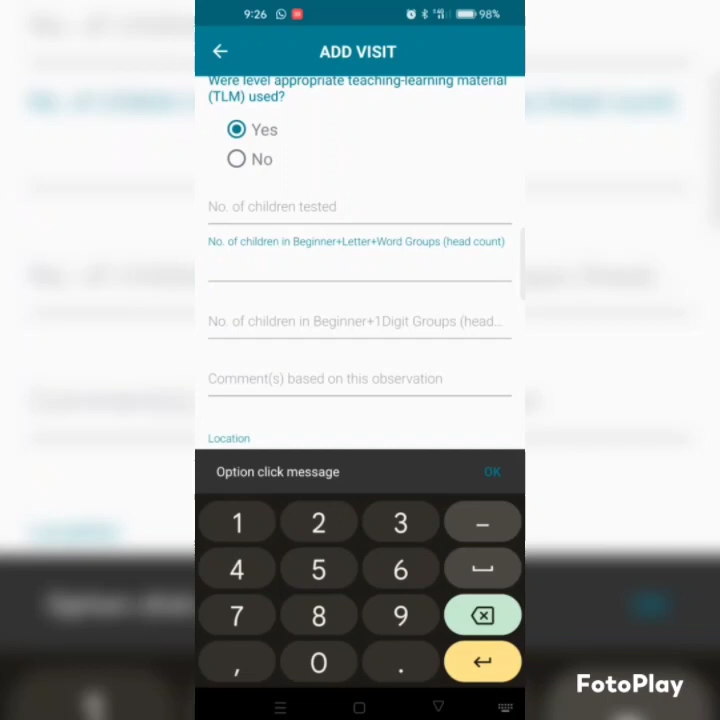 9:26
98%
ADD VISIT
Were level appropriate teaching-learning material
(TLM) used?
Yes
No
No. of children tested
No. of children in Beginner+Letter+Word Groups (head count)
No. of children in Beginner+1Digit Groups (head...
Comment(s) based on this observation
Location
Option click message OK
1 2 3 –
4 5 6
7 8 9
, 0 .
FotoPlay